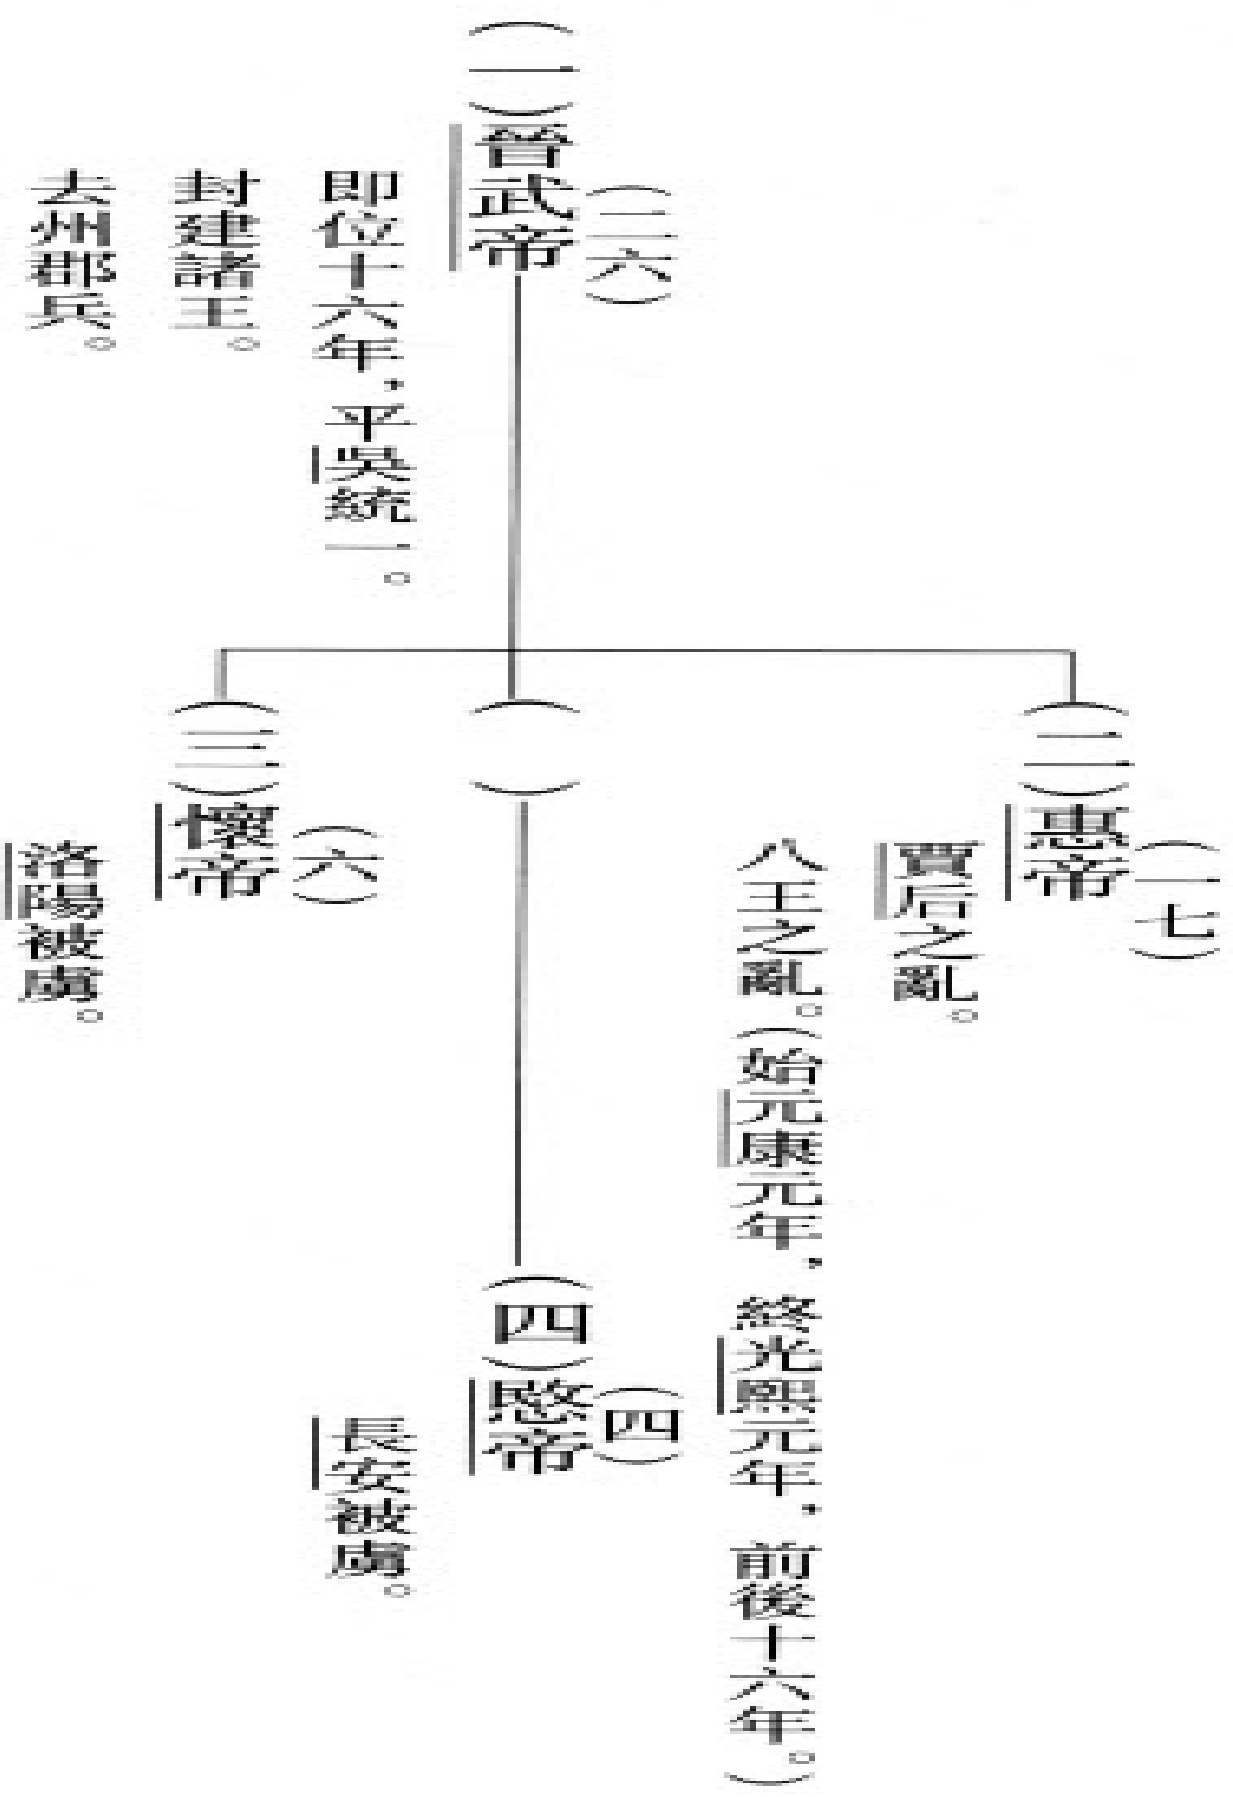 (二六)
(一)晉武帝
即位十六年，平吳統一。
封建諸王。
去州郡兵。
(一七)
(二)惠帝
賈后之亂。
八王之亂。(始元康元年，終光熙元年，前後十六年。)
(　)
(四)
(四)愍帝
長安被虜。
(六)
(三)懷帝
洛陽被虜。